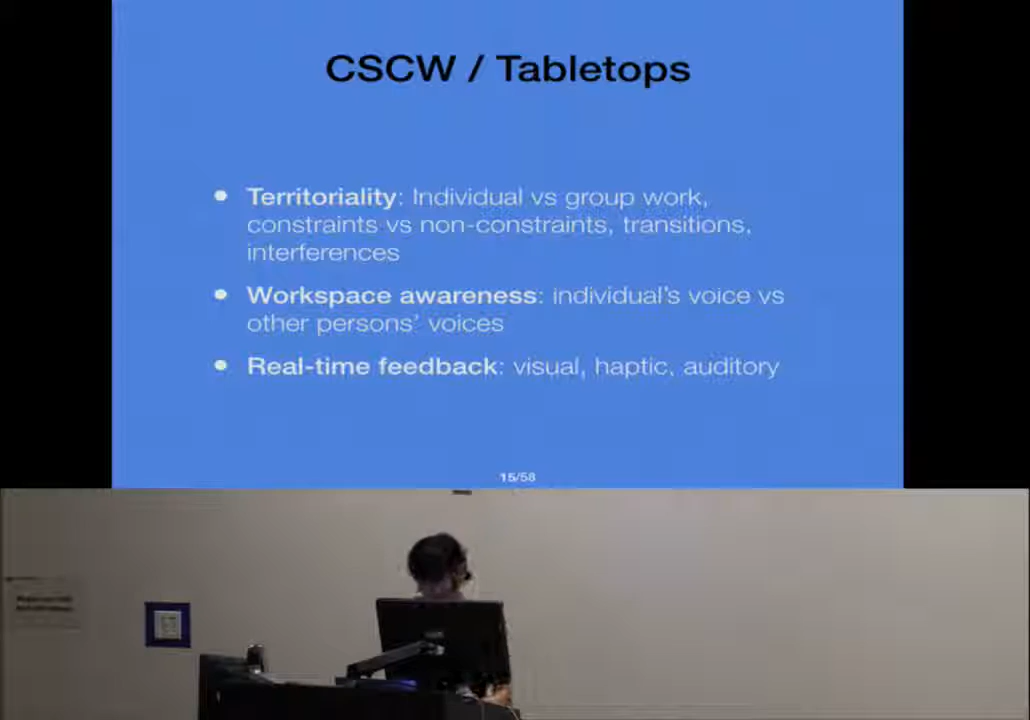 CSCW / Tabletops
Territoriality: Individual vs group work,
constraints vs non-constraints, transitions,
interferences
Workspace awareness: individual's voice vs
other persons' voices
Real-time feedback: visual, haptic, auditory
15/58